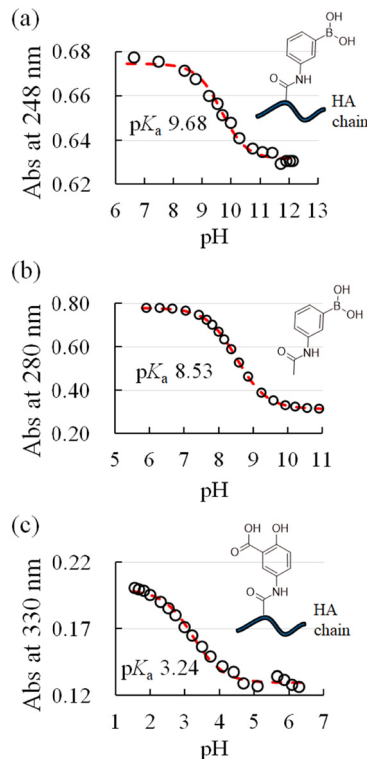 (a)
Abs at 248 nm
0.68
0.66
0.64
0.62
pKa 9.68
6 7 8 9 10 11 12 13
pH
OH
B
OH
NH
O
HA
chain
(b)
Abs at 280 nm
0.80
0.60
0.40
0.20
pKa 8.53
5 6 7 8 9 10 11
pH
OH
B
OH
NH
O
(c)
Abs at 330 nm
0.22
0.17
0.12
pKa 3.24
1 2 3 4 5 6 7
pH
OH OH
O
O
NH
HA
chain